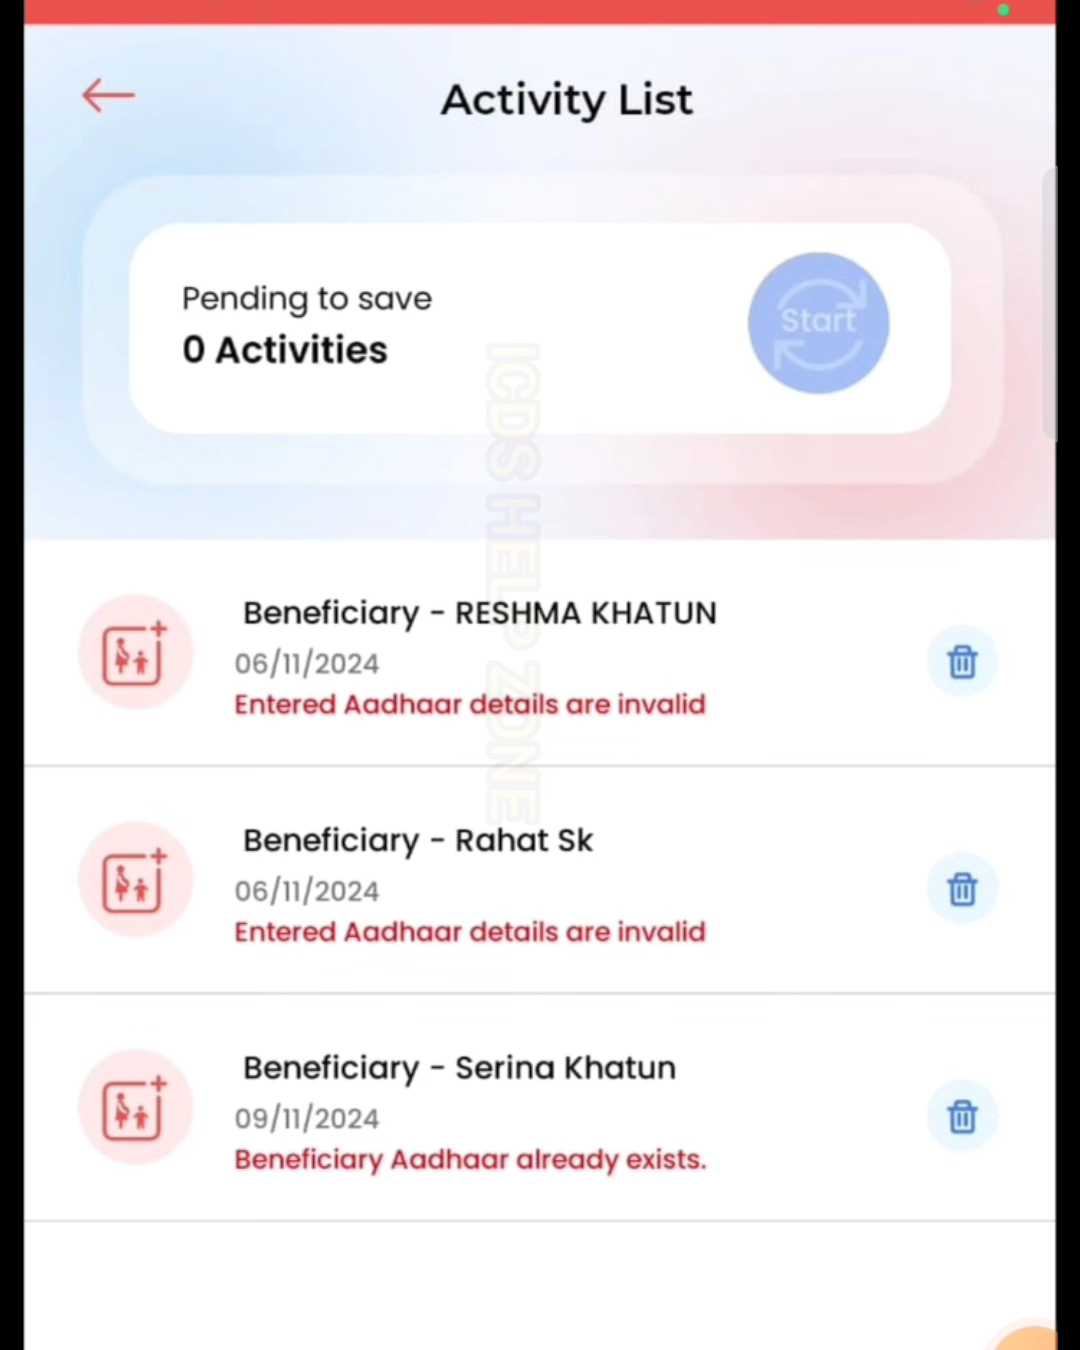 Activity List
Pending to save
0 Activities
Start
ICDS HELP ZONE
Beneficiary - RESHMA KHATUN
06/11/2024
Entered Aadhaar details are invalid
Beneficiary - Rahat Sk
06/11/2024
Entered Aadhaar details are invalid
Beneficiary - Serina Khatun
09/11/2024
Beneficiary Aadhaar already exists.